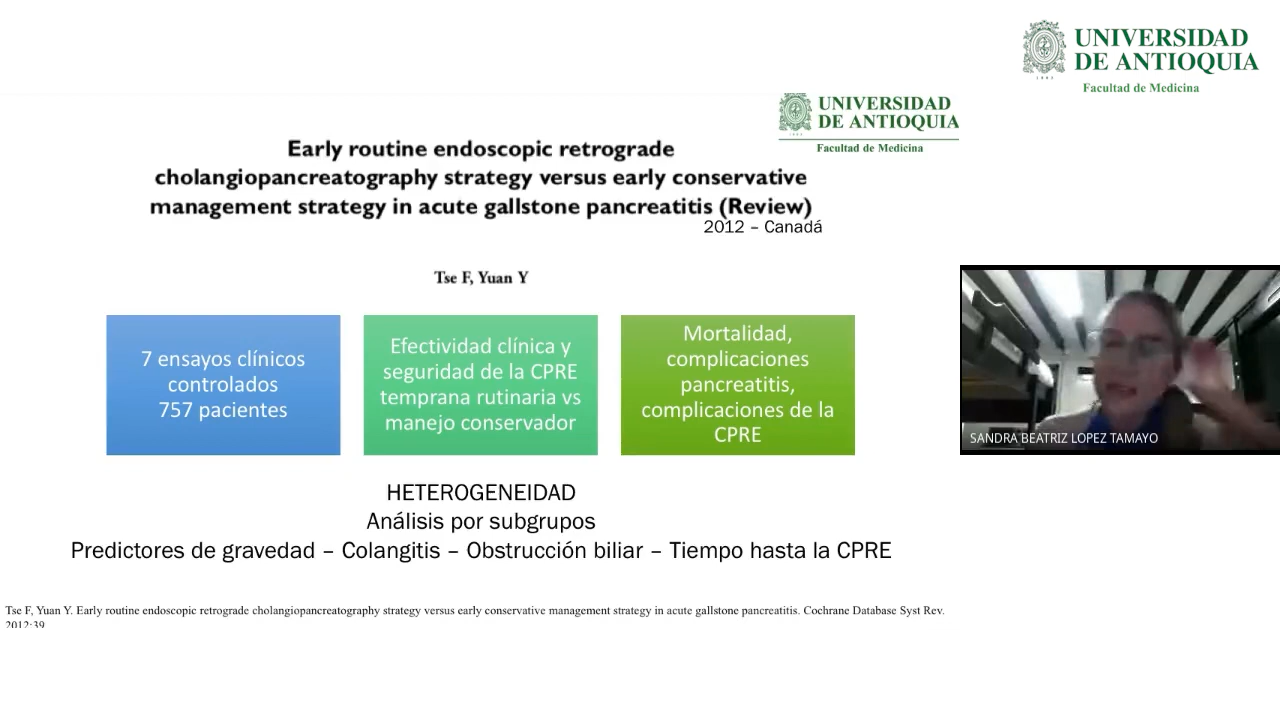 UNIVERSIDAD
DE ANTIOQUIA
1803
Facultad de Medicina
UNIVERSIDAD
DE ANTIOQUIA
Facultad de Medicina
Early routine endoscopic retrograde
cholangiopancreatography strategy versus early conservative
management strategy in acute gallstone pancreatitis (Review)
2012 – Canadá
Tse F, Yuan Y
7 ensayos clínicos
controlados
757 pacientes
Efectividad clínica y
seguridad de la CPRE
temprana rutinaria vs
manejo conservador
Mortalidad,
complicaciones
pancreatitis,
complicaciones de la
CPRE
SANDRA BEATRIZ LOPEZ TAMAYO
HETEROGENEIDAD
Análisis por subgrupos
Predictores de gravedad – Colangitis – Obstrucción biliar – Tiempo hasta la CPRE
Tse F, Yuan Y. Early routine endoscopic retrograde cholangiopancreatography strategy versus early conservative management strategy in acute gallstone pancreatitis. Cochrane Database Syst Rev.
2012;39